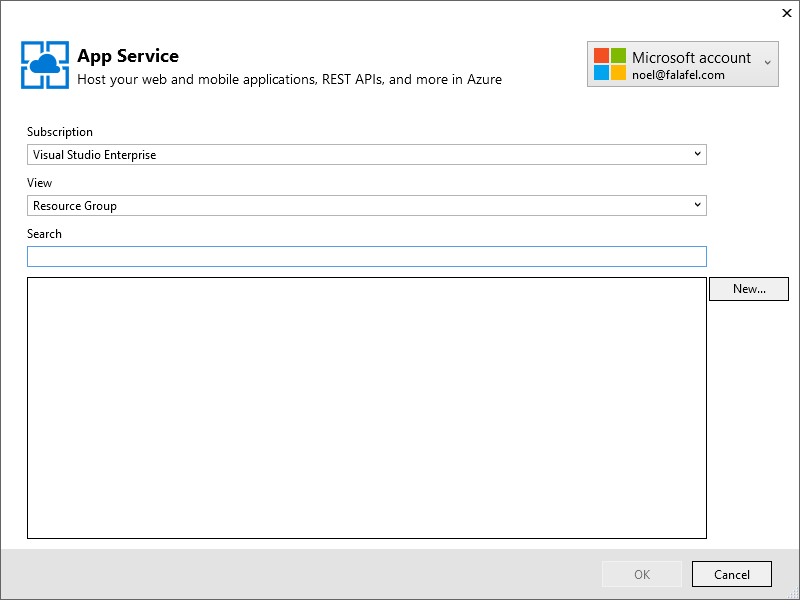 App Service
Host your web and mobile applications, REST APIs, and more in Azure
Microsoft account
noel@falafel.com
Subscription
Visual Studio Enterprise
View
Resource Group
Search
New...
OK
Cancel